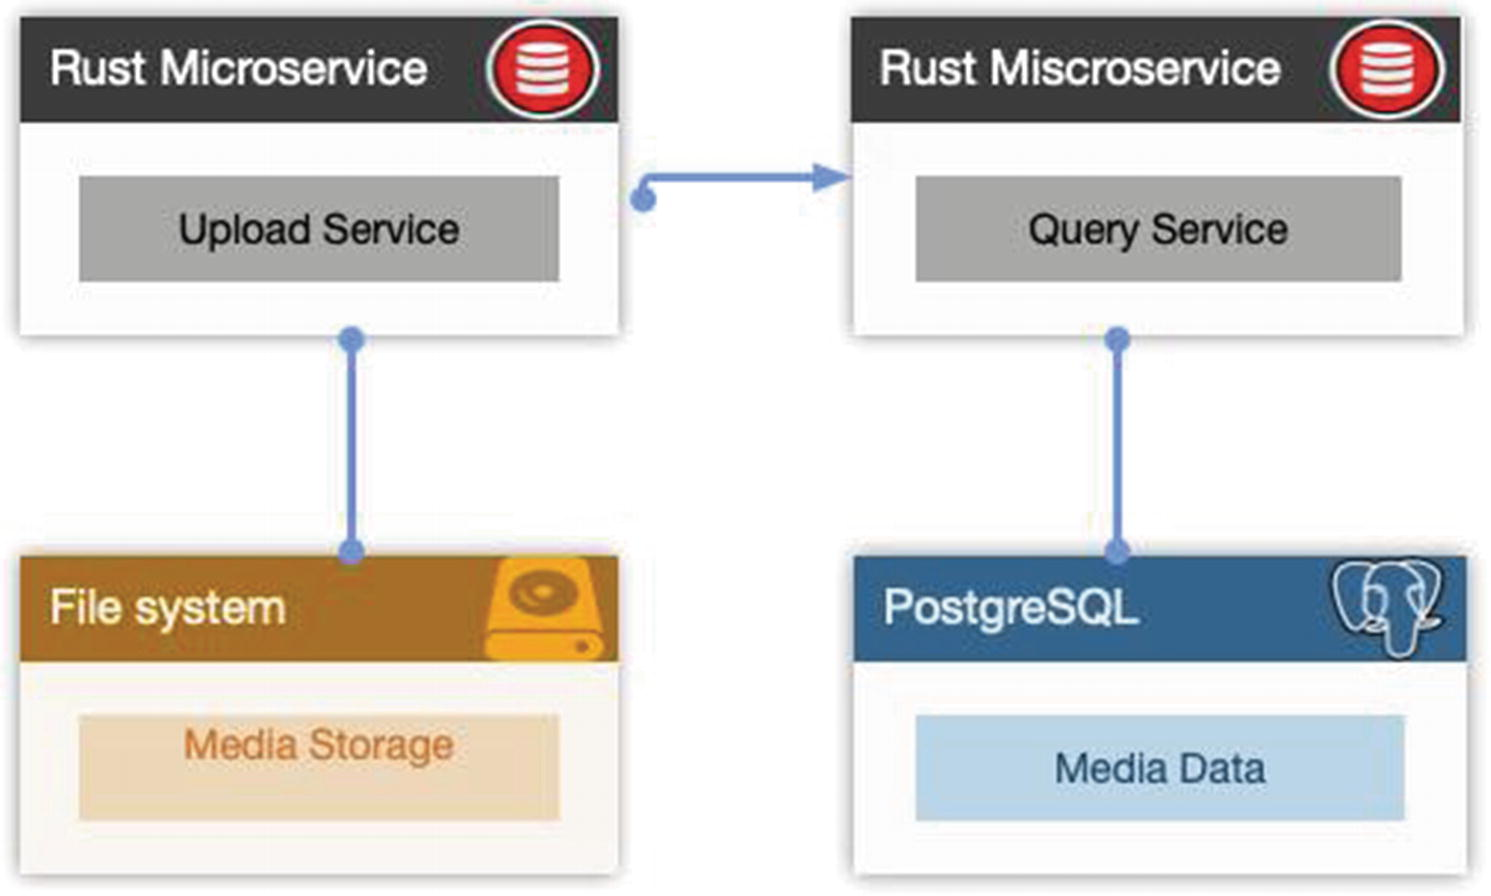 Rust Microservice
Rust Miscroservice
Upload Service
Query Service
File system
PostgreSQL
Media Storage
Media Data